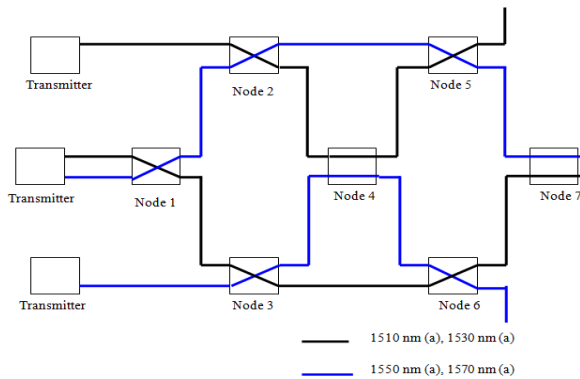 Transmitter
Node 2
Node 5
Transmitter
Node 1
Node 4
Node 7
Transmitter
Node 3
Node 6
1510 nm (a), 1530 nm (a)
1550 nm (a), 1570 nm (a)